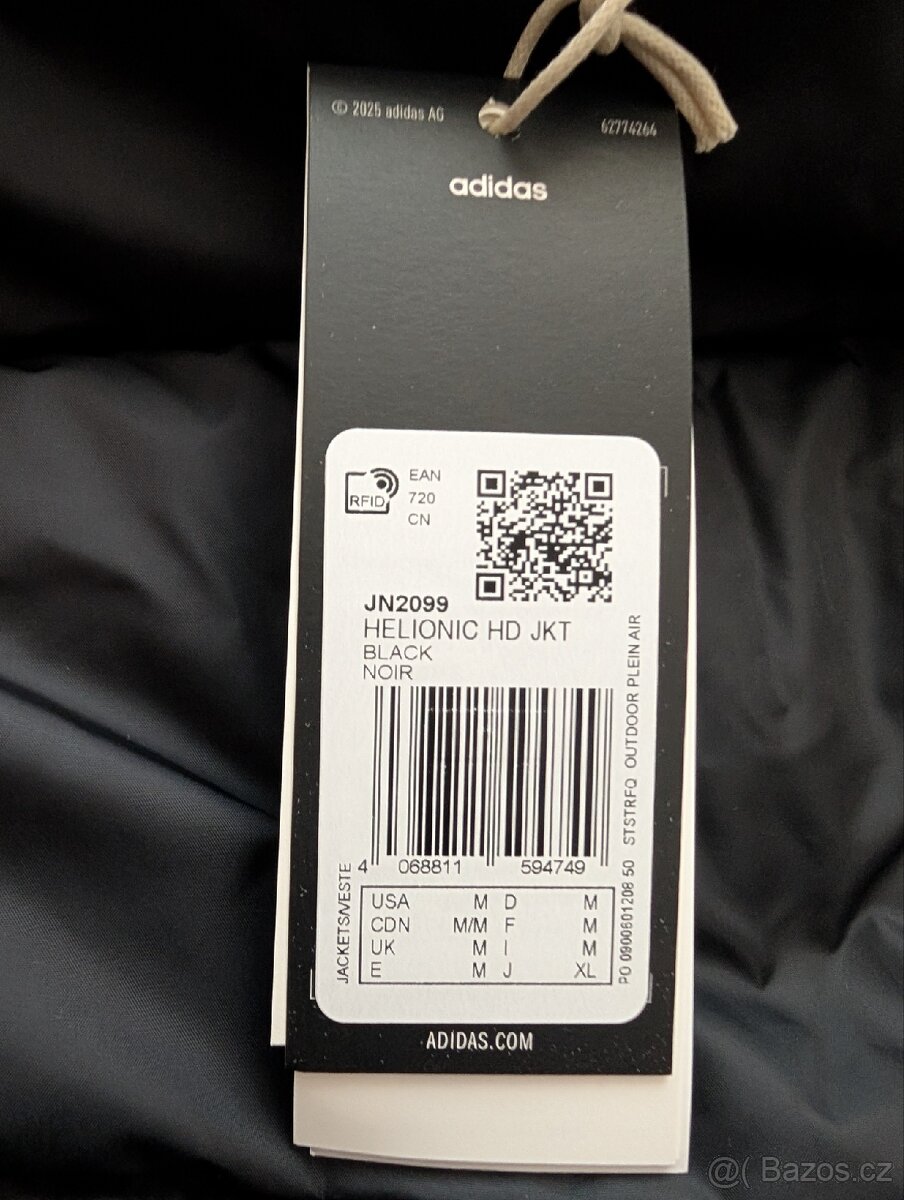 © 2025 adidas AG
62774264
adidas
RFID
EAN
720
CN
JN2099
HELIONIC HD JKT
BLACK
NOIR
4 068811 594749
USA M D M
CDN M/M F M
UK M I M
E M J XL
JACKETS/VESTE
PO 0900601208 50 STSTRFQ OUTDOOR PLEIN AIR
ADIDAS.COM
@( Bazos.cz